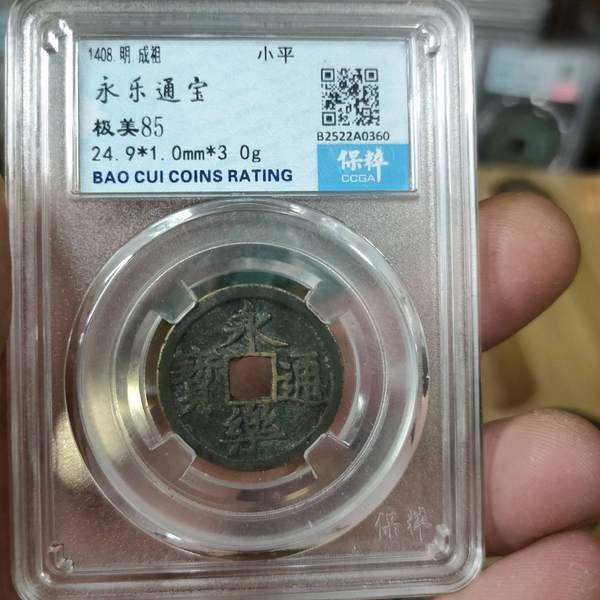 1408.明.成祖 小平
永乐通宝
极美85
B2522A0360
24.9*1.0mm*3.0g
保粹
CCGA
BAO CUI COINS RATING
永樂通寶
保粹